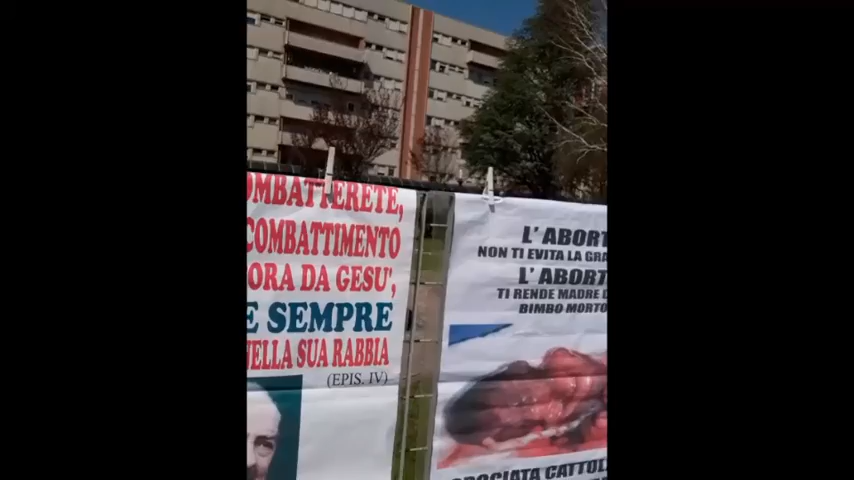 OMBATTERETE,
COMBATTIMENTO
ORA DA GESU',
E SEMPRE
NELLA SUA RABBIA
(EPIS. IV)
L'ABORT
NON TI EVITA LA GRA
L'ABORT
TI RENDE MADRE D
BIMBO MORTO
CROCIATA CATTOL